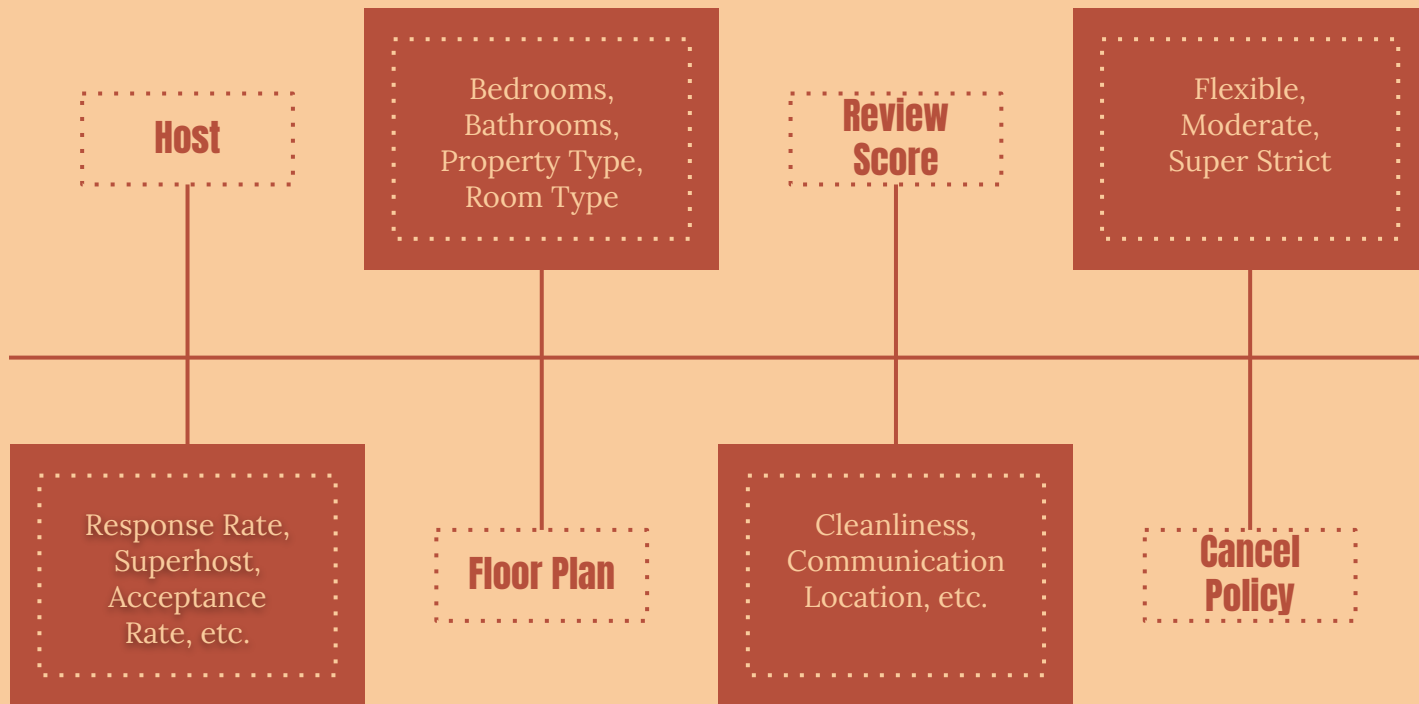 Host
Response Rate,
Superhost,
Acceptance
Rate, etc.
Bedrooms,
Bathrooms,
Property Type,
Room Type
Floor Plan
Review
Score
Cleanliness,
Communication
Location, etc.
Flexible,
Moderate,
Super Strict
Cancel
Policy